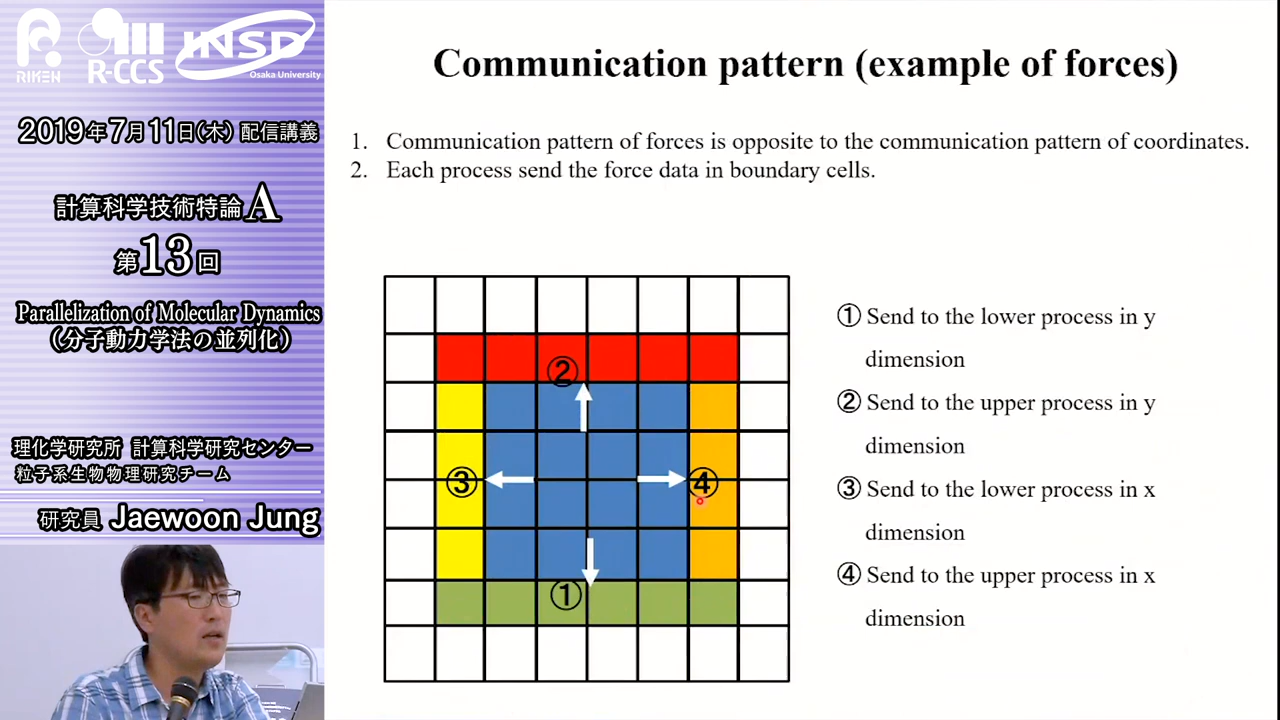 RIKEN
R-CCS
INSD
Osaka University
2019年7月11日(木) 配信講義
計算科学技術特論A
第13回
Parallelization of Molecular Dynamics
(分子動力学法の並列化)
理化学研究所 計算科学研究センター
粒子系生物物理研究チーム
研究員 Jaewoon Jung
Communication pattern (example of forces)
1. Communication pattern of forces is opposite to the communication pattern of coordinates.
2. Each process send the force data in boundary cells.
②
③
④
①
① Send to the lower process in y
dimension
② Send to the upper process in y
dimension
③ Send to the lower process in x
dimension
④ Send to the upper process in x
dimension